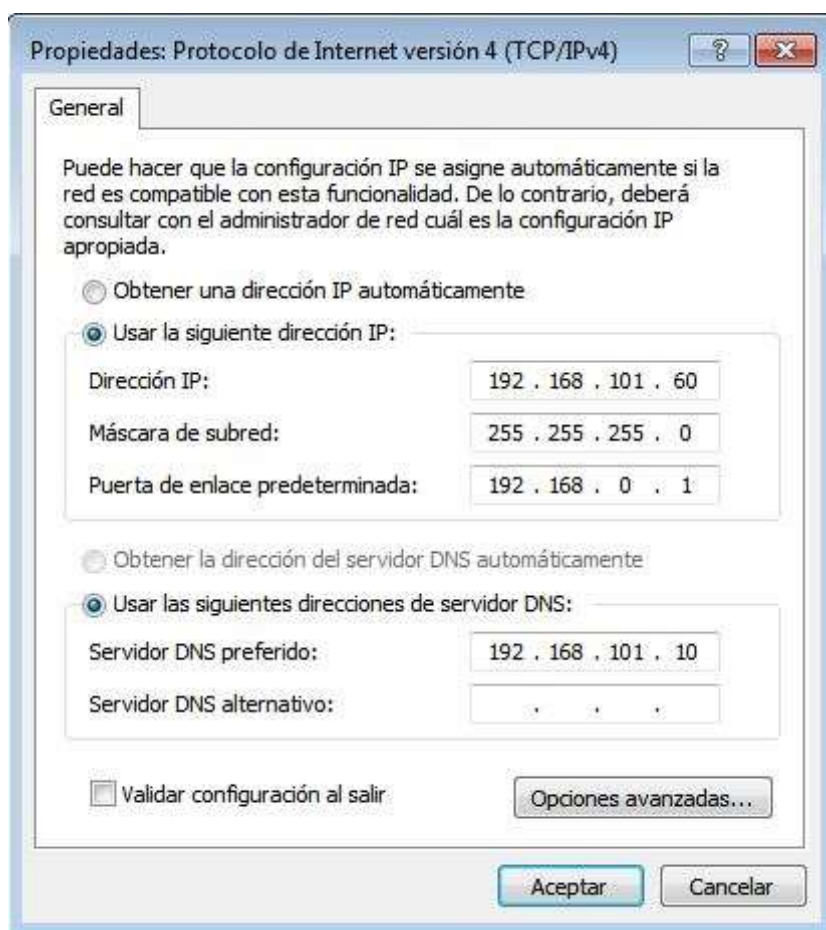 Propiedades: Protocolo de Internet versión 4 (TCP/IPv4)
General
Puede hacer que la configuración IP se asigne automáticamente si la
red es compatible con esta funcionalidad. De lo contrario, deberá
consultar con el administrador de red cuál es la configuración IP
apropiada.
Obtener una dirección IP automáticamente
Usar la siguiente dirección IP:
Dirección IP: 192 . 168 . 101 . 60
Máscara de subred: 255 . 255 . 255 . 0
Puerta de enlace predeterminada: 192 . 168 . 0 . 1
Obtener la dirección del servidor DNS automáticamente
Usar las siguientes direcciones de servidor DNS:
Servidor DNS preferido: 192 . 168 . 101 . 10
Servidor DNS alternativo: . . .
Validar configuración al salir Opciones avanzadas...
Aceptar Cancelar